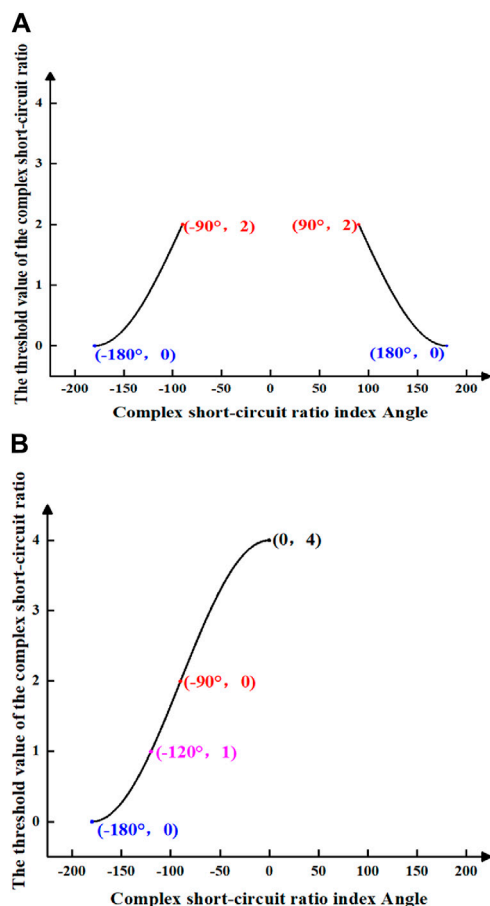 A
The threshold value of the complex short-circuit ratio
4
3
2
1
0
(-90°, 2)
(90°, 2)
(-180°, 0)
(180°, 0)
-200 -150 -100 -50 0 50 100 150 200
Complex short-circuit ratio index Angle
B
The threshold value of the complex short-circuit ratio
4
3
2
1
0
(0, 4)
(-90°, 0)
(-120°, 1)
(-180°, 0)
-200 -150 -100 -50 0 50 100 150 200
Complex short-circuit ratio index Angle